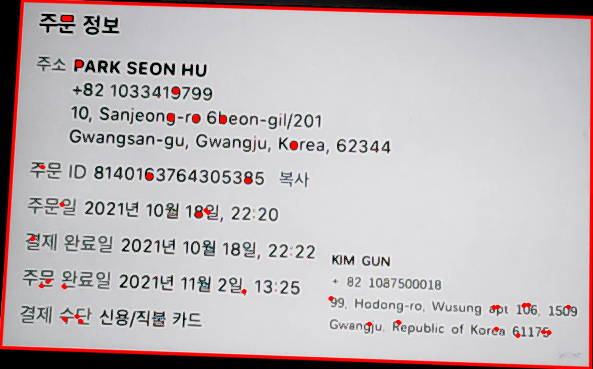 주문 정보
주소 PARK SEON HU
+82 1033419799
10, Sanjeong-ro 6beon-gil/201
Gwangsan-gu, Gwangju, Korea, 62344
주문 ID 8140163764305385 복사
주문일 2021년 10월 18일, 22:20
결제 완료일 2021년 10월 18일, 22:22
주문 완료일 2021년 11월 2일, 13:25
결제 수단 신용/직불 카드
KIM GUN
+ 82 1087500018
99, Hodong-ro, Wusung apt 106, 1509
Gwangju, Republic of Korea 61175